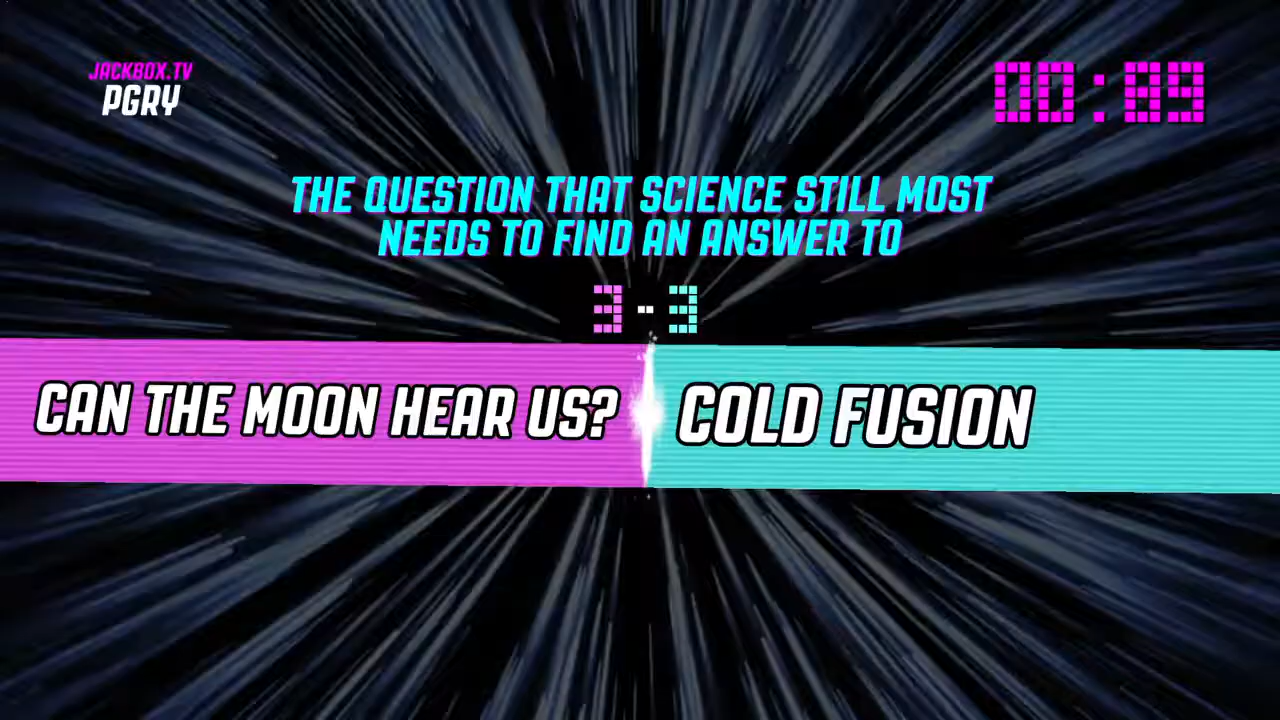 JACKBOX.TV
PGRY
00:89
THE QUESTION THAT SCIENCE STILL MOST
NEEDS TO FIND AN ANSWER TO
3-3
CAN THE MOON HEAR US?
COLD FUSION